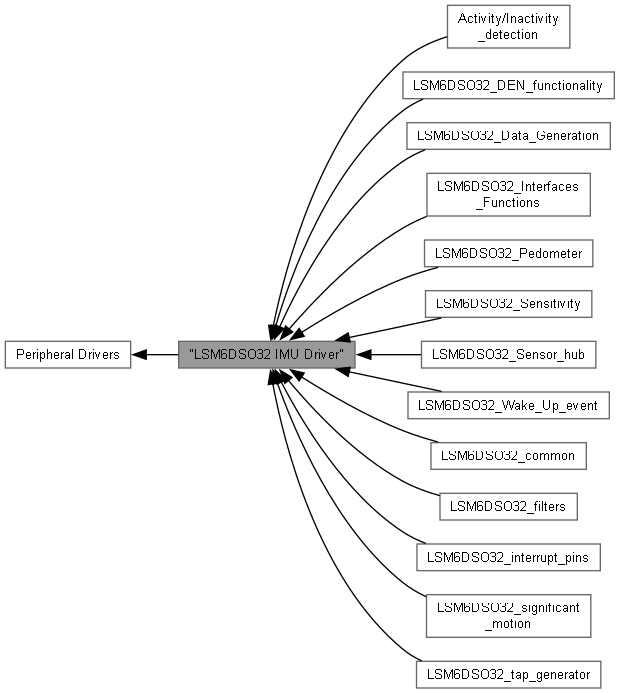 Activity/Inactivity
_detection
LSM6DSO32_DEN_functionality
LSM6DSO32_Data_Generation
LSM6DSO32_Interfaces
_Functions
LSM6DSO32_Pedometer
LSM6DSO32_Sensitivity
Peripheral Drivers
"LSM6DSO32 IMU Driver"
LSM6DSO32_Sensor_hub
LSM6DSO32_Wake_Up_event
LSM6DSO32_common
LSM6DSO32_filters
LSM6DSO32_interrupt_pins
LSM6DSO32_significant
_motion
LSM6DSO32_tap_generator